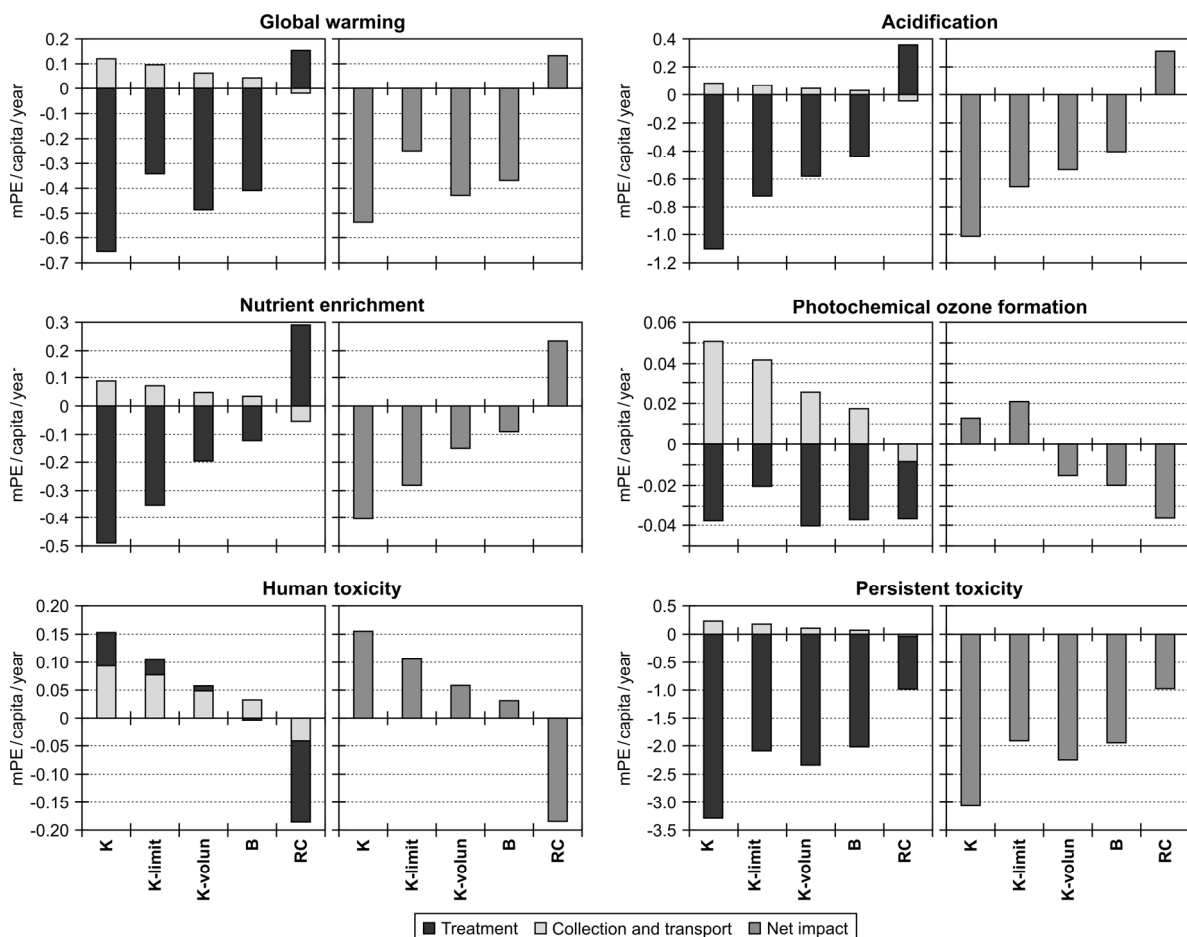 Global warming
mPE / capita / year
0.2
0.1
0
-0.1
-0.2
-0.3
-0.4
-0.5
-0.6
-0.7
Acidification
mPE / capita / year
0.4
0.2
0
-0.2
-0.4
-0.6
-0.8
-1.0
-1.2
Nutrient enrichment
mPE / capita / year
0.3
0.2
0.1
0
-0.1
-0.2
-0.3
-0.4
-0.5
Photochemical ozone formation
mPE / capita / year
0.06
0.04
0.02
0
-0.02
-0.04
Human toxicity
mPE / capita / year
0.20
0.15
0.10
0.05
0
-0.05
-0.10
-0.15
-0.20
K
K-limit
K-volun
B
RC
K
K-limit
K-volun
B
RC
Persistent toxicity
mPE / capita / year
0.5
0
-0.5
-1.0
-1.5
-2.0
-2.5
-3.0
-3.5
K
K-limit
K-volun
B
RC
K
K-limit
K-volun
B
RC
Treatment Collection and transport Net impact